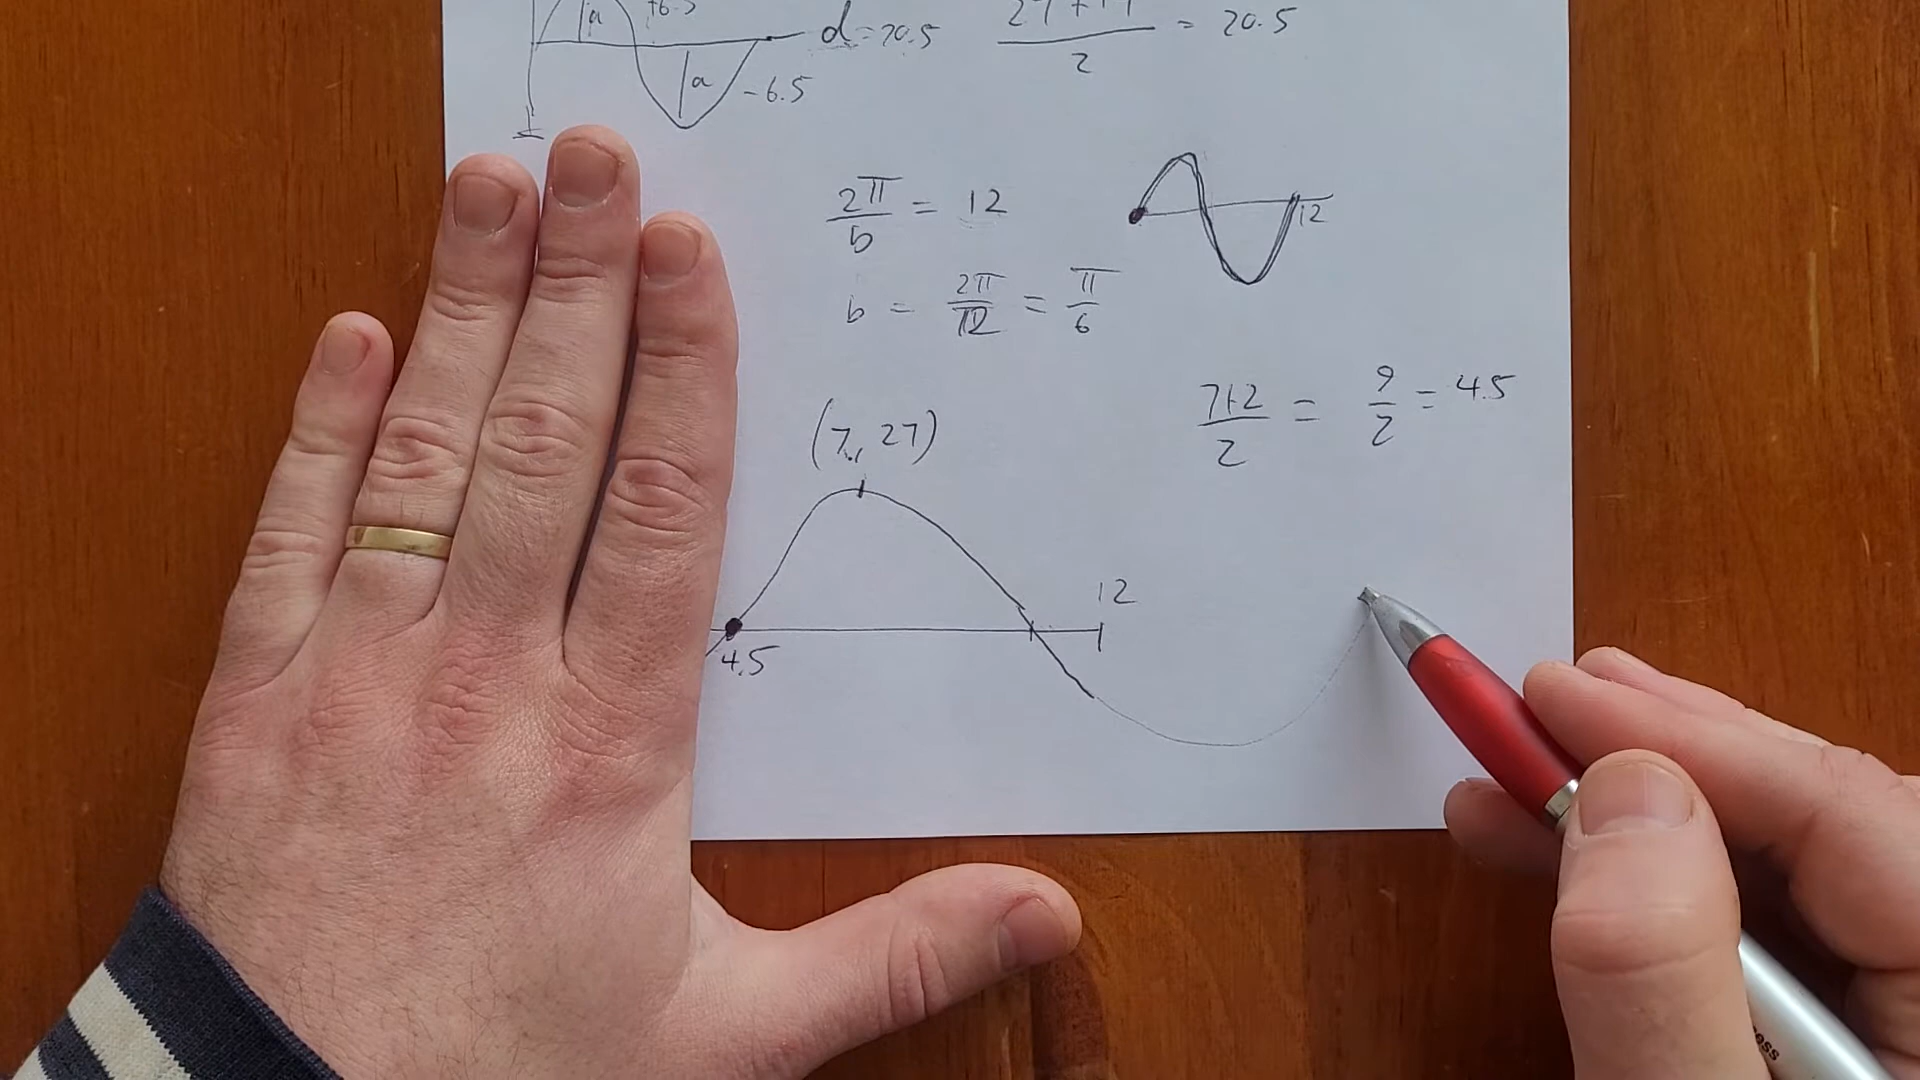 a +6.5
d = 20.5
27 + 14 / 2 = 20.5
a
-6.5
2π / b = 12
12
b = 2π / 12 = π / 6
7+2 / 2 = 9 / 2 = 4.5
(7, 27)
12
4.5
oss